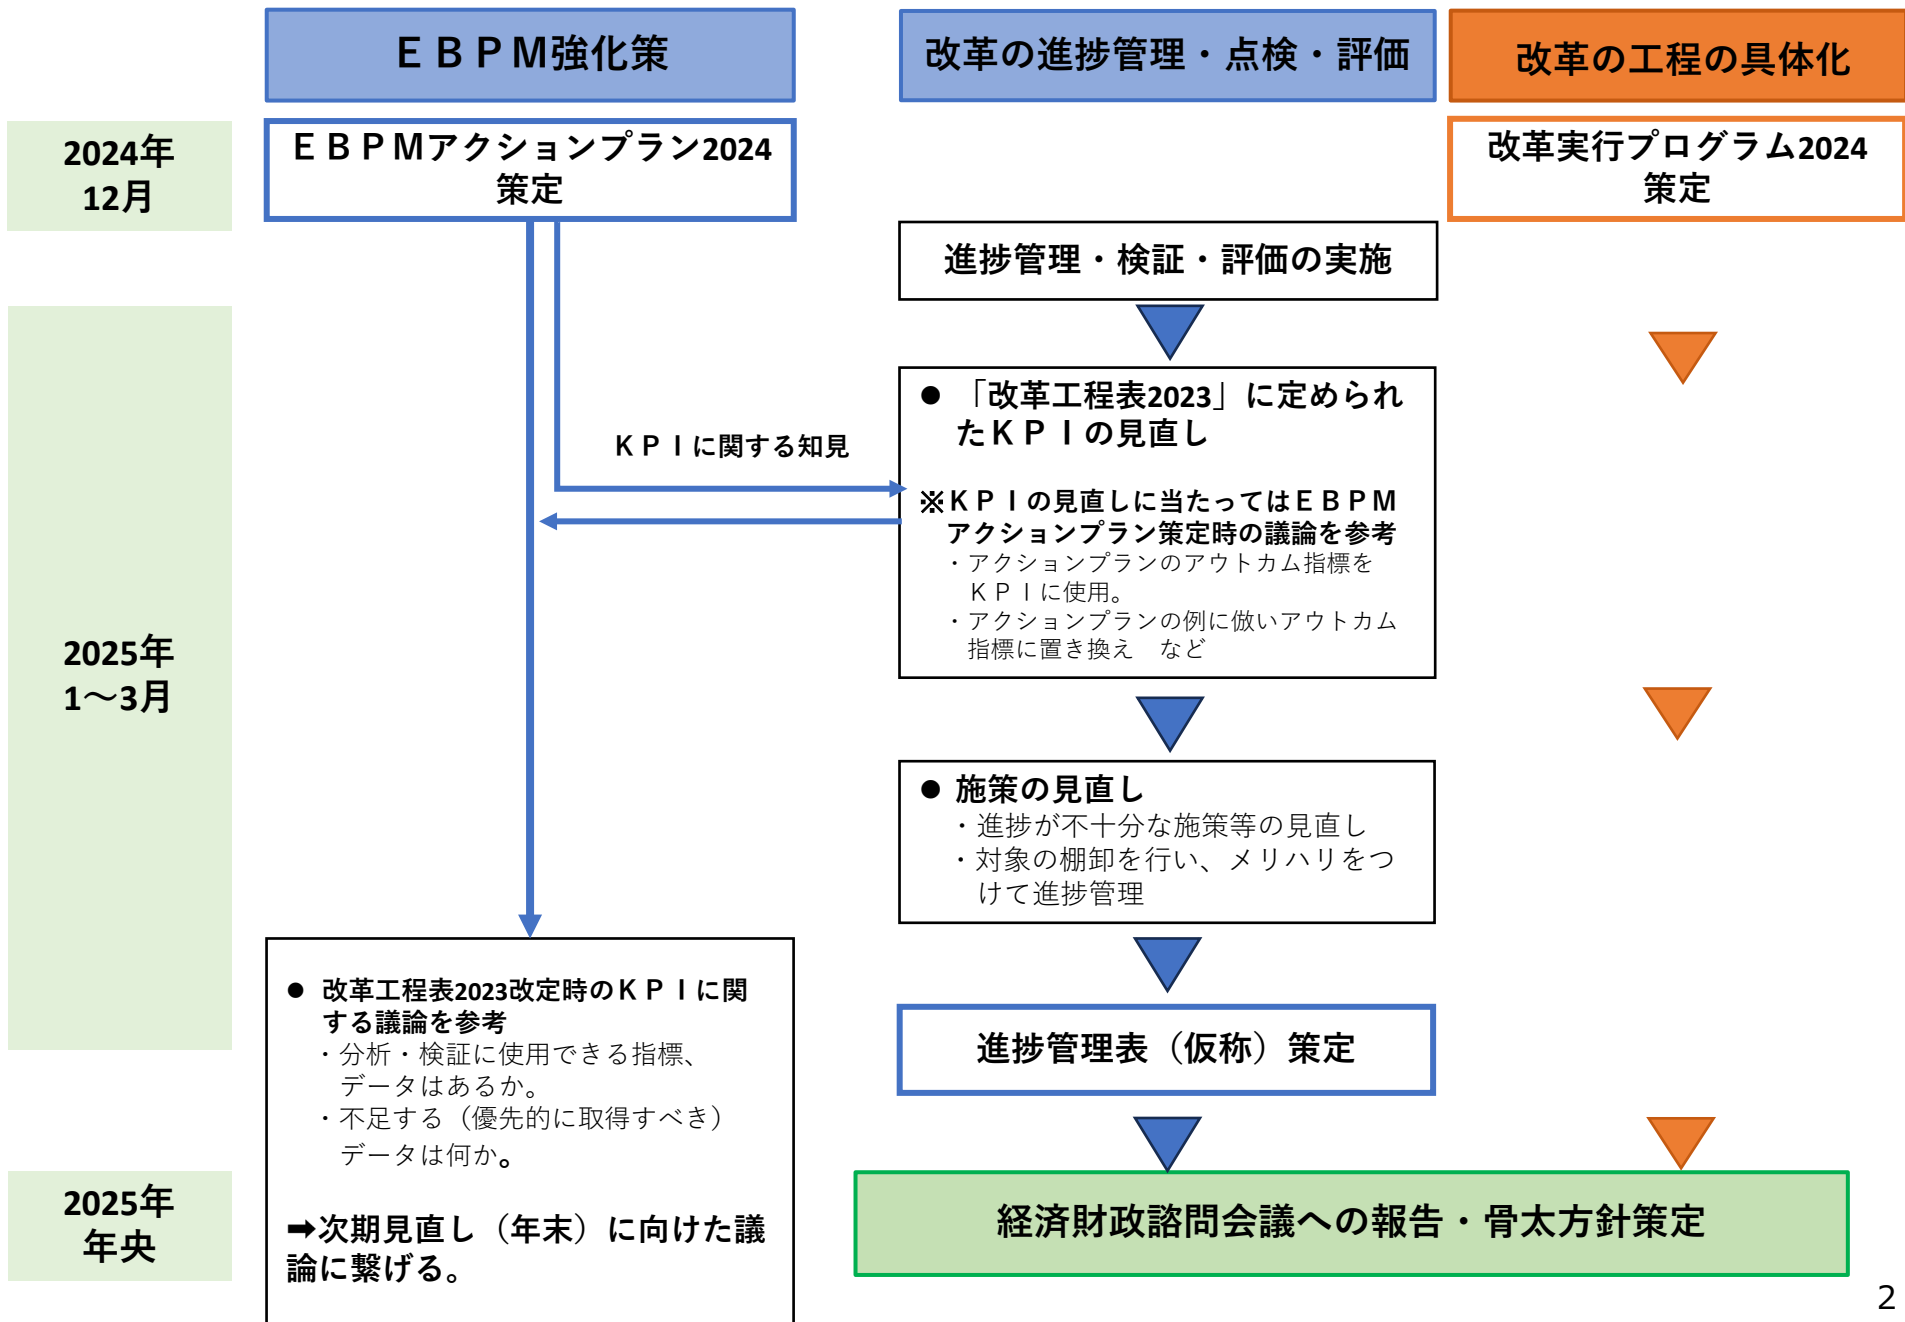 ＥＢＰＭ強化策
改革の進捗管理・点検・評価
改革の工程の具体化
2024年
12月
ＥＢＰＭアクションプラン2024
策定
改革実行プログラム2024
策定
進捗管理・検証・評価の実施
2025年
1～3月
● 「改革工程表2023」に定められ
たＫＰＩの見直し
※ＫＰＩの見直しに当たってはＥＢＰＭ
アクションプラン策定時の議論を参考
・アクションプランのアウトカム指標を
ＫＰＩに使用。
・アクションプランの例に倣いアウトカム
指標に置き換え　など
ＫＰＩに関する知見
● 施策の見直し
・進捗が不十分な施策等の見直し
・対象の棚卸を行い、メリハリをつ
けて進捗管理
進捗管理表（仮称）策定
● 改革工程表2023改定時のＫＰＩに関
する議論を参考
・分析・検証に使用できる指標、
データはあるか。
・不足する（優先的に取得すべき）
データは何か。
➡次期見直し（年末）に向けた議
論に繋げる。
2025年
年央
経済財政諮問会議への報告・骨太方針策定
2